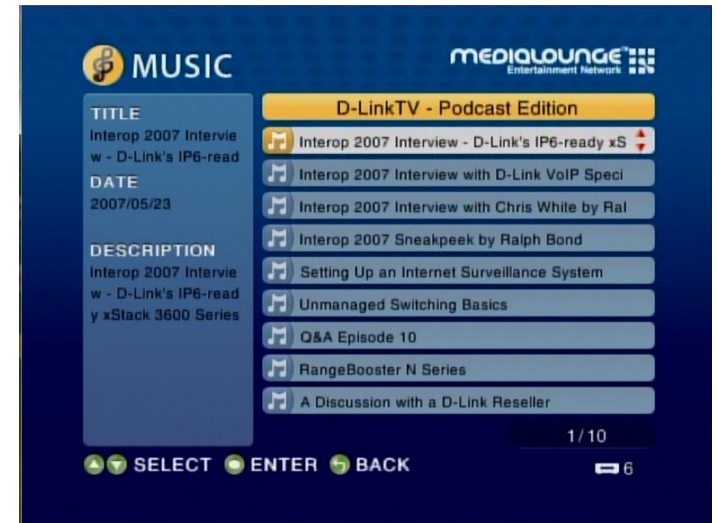 MUSIC
MEDIALOUNGE™
Entertainment Network
TITLE
Interop 2007 Intervie
w - D-Link's IP6-read
DATE
2007/05/23
DESCRIPTION
Interop 2007 Intervie
w - D-Link's IP6-read
y xStack 3600 Series
D-LinkTV - Podcast Edition
Interop 2007 Interview - D-Link's IP6-ready xS
Interop 2007 Interview with D-Link VoIP Speci
Interop 2007 Interview with Chris White by Ral
Interop 2007 Sneakpeek by Ralph Bond
Setting Up an Internet Surveillance System
Unmanaged Switching Basics
Q&A Episode 10
RangeBooster N Series
A Discussion with a D-Link Reseller
1/10
SELECT ENTER BACK
6